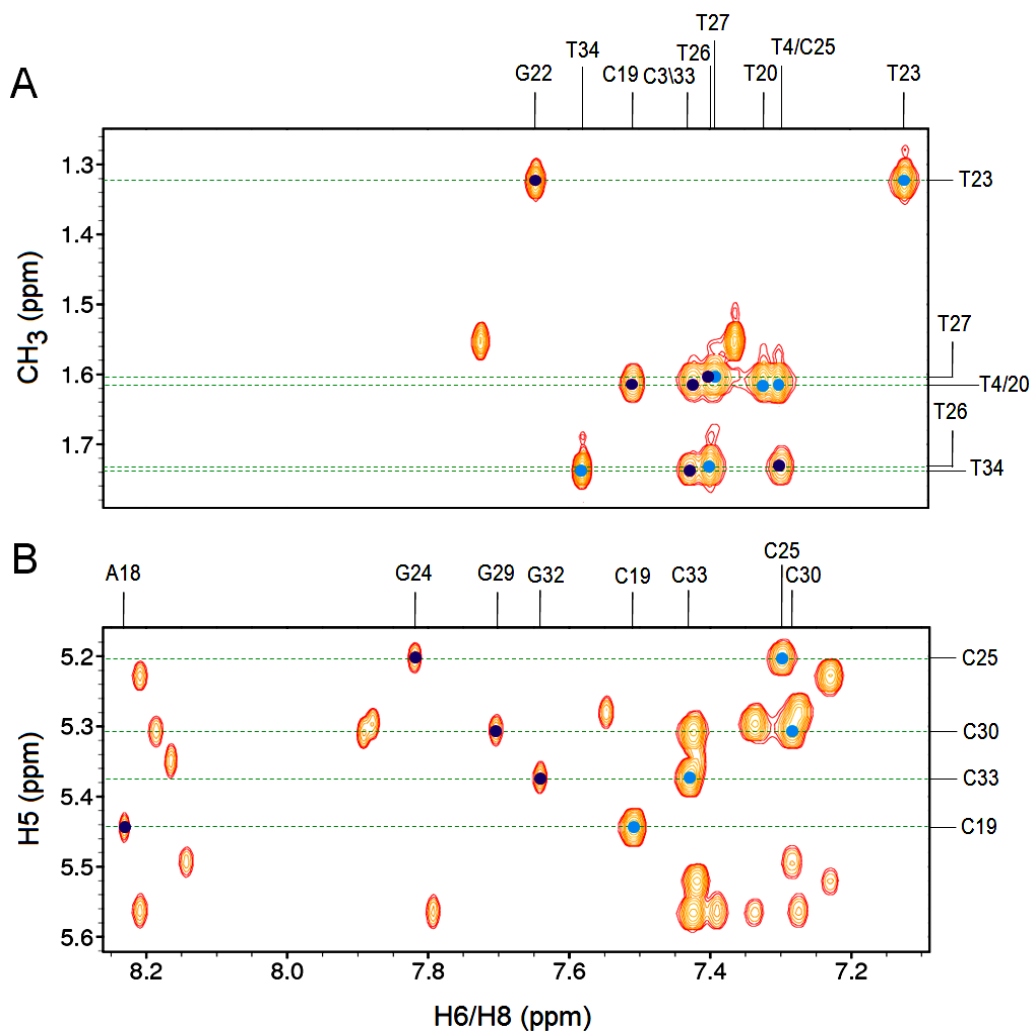 A
T27
T34 T26 T4/C25
G22 C19 C3\33 T20 T23
1.3
1.4
1.5
1.6
1.7
CH3 (ppm)
T23
T27
T4/20
T26
T34
B
C25
A18 G24 G29 G32 C19 C33 C30
5.2
5.3
5.4
5.5
5.6
H5 (ppm)
C25
C30
C33
C19
8.2 8.0 7.8 7.6 7.4 7.2
H6/H8 (ppm)